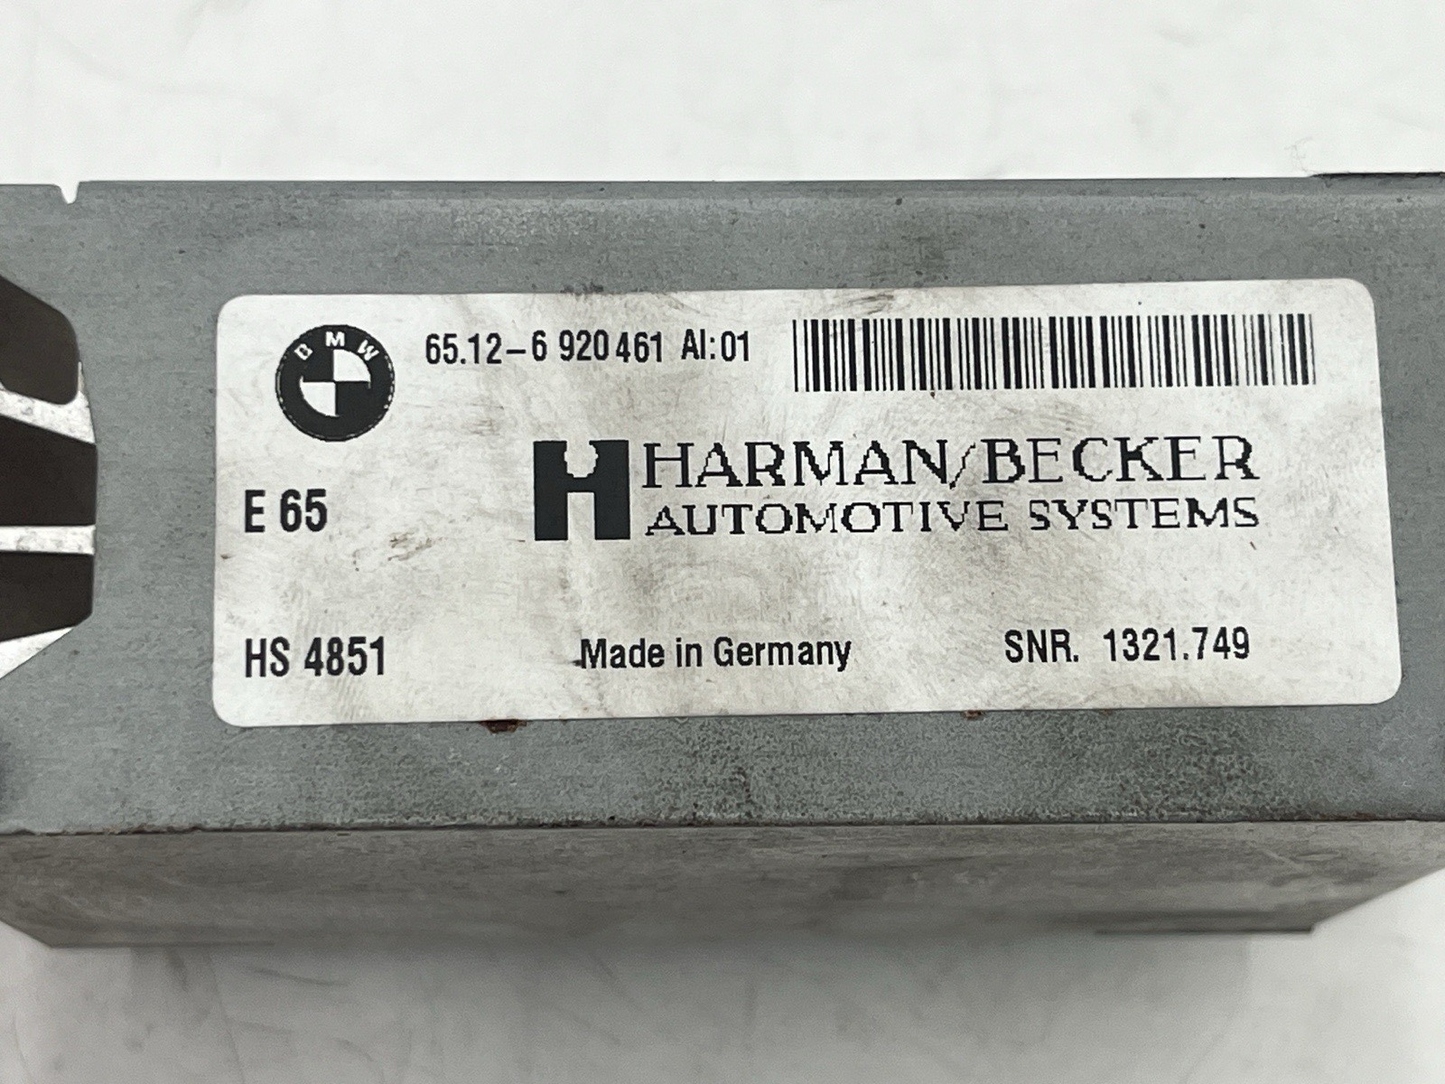 BMW
65.12-6 920461 AI:01
HARMAN/BECKER
AUTOMOTIVE SYSTEMS
E 65
HS 4851
Made in Germany
SNR. 1321.749